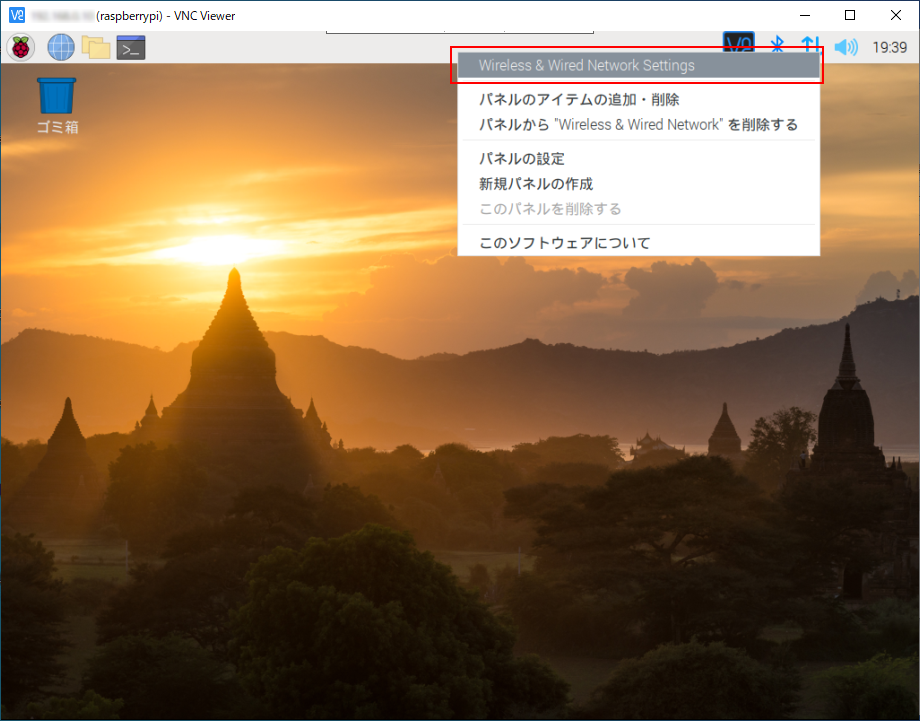 (raspberrypi) - VNC Viewer
19:39
Wireless & Wired Network Settings
パネルのアイテムの追加・削除
パネルから "Wireless & Wired Network" を削除する
パネルの設定
新規パネルの作成
このパネルを削除する
このソフトウェアについて
ゴミ箱